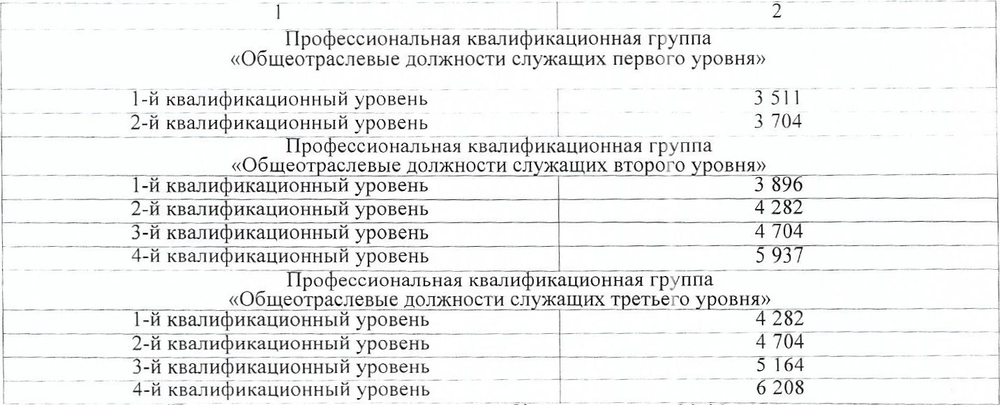 1 2
Профессиональная квалификационная группа
«Общеотраслевые должности служащих первого уровня»
1-й квалификационный уровень 3 511
2-й квалификационный уровень 3 704
Профессиональная квалификационная группа
«Общеотраслевые должности служащих второго уровня»
1-й квалификационный уровень 3 896
2-й квалификационный уровень 4 282
3-й квалификационный уровень 4 704
4-й квалификационный уровень 5 937
Профессиональная квалификационная группа
«Общеотраслевые должности служащих третьего уровня»
1-й квалификационный уровень 4 282
2-й квалификационный уровень 4 704
3-й квалификационный уровень 5 164
4-й квалификационный уровень 6 208